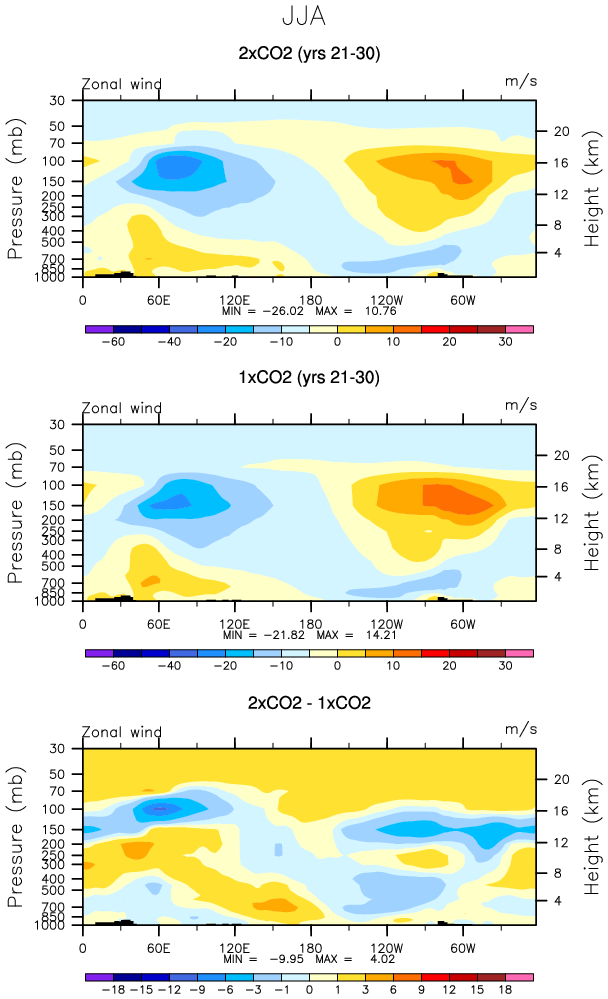 JJA
2xCO2 (yrs 21-30)
Zonal wind m/s
Pressure (mb)
30
50
70
100
150
200
250
300
400
500
700
850
1000
20
16
12
8
4
Height (km)
0 60E 120E 180 120W 60W
MIN = -26.02 MAX = 10.76
-60 -40 -20 -10 0 10 20 30
1xCO2 (yrs 21-30)
Zonal wind m/s
Pressure (mb)
30
50
70
100
150
200
250
300
400
500
700
850
1000
20
16
12
8
4
Height (km)
0 60E 120E 180 120W 60W
MIN = -21.82 MAX = 14.21
-60 -40 -20 -10 0 10 20 30
2xCO2 - 1xCO2
Zonal wind m/s
Pressure (mb)
30
50
70
100
150
200
250
300
400
500
700
850
1000
20
16
12
8
4
Height (km)
0 60E 120E 180 120W 60W
MIN = -9.95 MAX = 4.02
-18 -15 -12 -9 -6 -3 -1 0 1 3 6 9 12 15 18